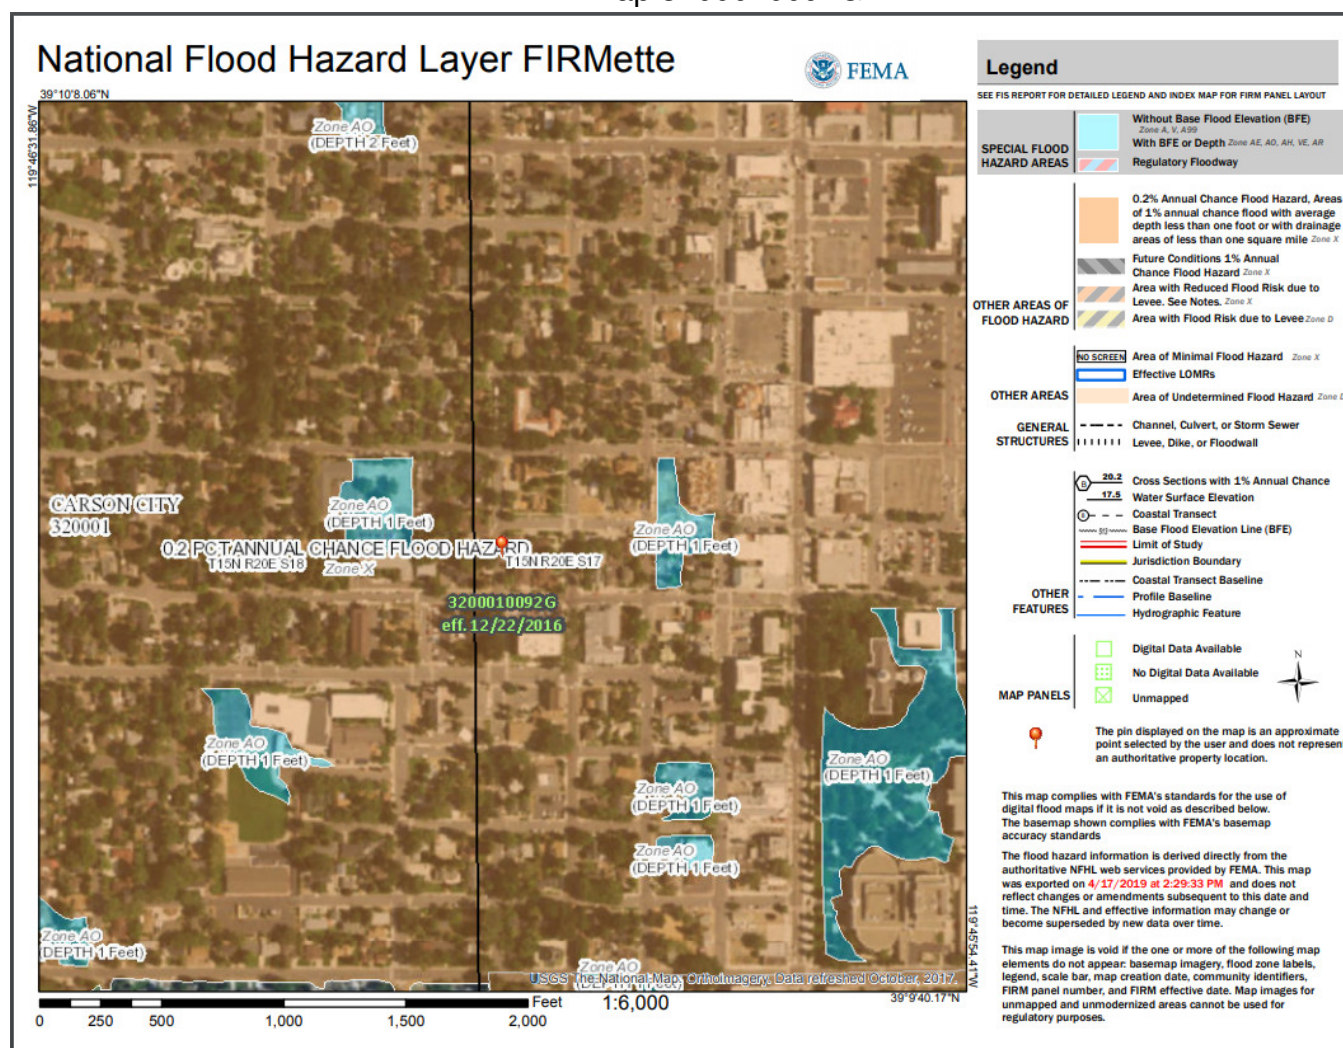 National Flood Hazard Layer FIRMette
FEMA
39°10'8.06"N
119°46'31.86"W
Zone AO
(DEPTH 2 Feet)
CARSON CITY
320001
Zone AO
(DEPTH 1 Feet)
Zone AO
(DEPTH 1 Feet)
0.2 PCT ANNUAL CHANCE FLOOD HAZARD
T15N R20E S18
T15N R20E S17
Zone X
3200010092G
eff. 12/22/2016
Zone AO
(DEPTH 1 Feet)
Zone AO
(DEPTH 1 Feet)
Zone AO
(DEPTH 1 Feet)
Zone AO
(DEPTH 1 Feet)
Zone AO
(DEPTH 1 Feet)
Zone AO
(DEPTH 1 Feet)
USGS The National Map: Orthoimagery. Data refreshed October, 2017.
119°45'54.41"W
39°9'40.17"N
Feet
1:6,000
0 250 500 1,000 1,500 2,000
Legend
SEE FIS REPORT FOR DETAILED LEGEND AND INDEX MAP FOR FIRM PANEL LAYOUT
SPECIAL FLOOD
HAZARD AREAS
Without Base Flood Elevation (BFE)
Zone A, V, A99
With BFE or Depth Zone AE, AO, AH, VE, AR
Regulatory Floodway
OTHER AREAS OF
FLOOD HAZARD
0.2% Annual Chance Flood Hazard, Areas
of 1% annual chance flood with average
depth less than one foot or with drainage
areas of less than one square mile Zone X
Future Conditions 1% Annual
Chance Flood Hazard Zone X
Area with Reduced Flood Risk due to
Levee. See Notes. Zone X
Area with Flood Risk due to Levee Zone D
OTHER AREAS
NO SCREEN Area of Minimal Flood Hazard Zone X
Effective LOMRs
Area of Undetermined Flood Hazard Zone D
GENERAL
STRUCTURES
Channel, Culvert, or Storm Sewer
Levee, Dike, or Floodwall
OTHER
FEATURES
B 20.2 Cross Sections with 1% Annual Chance
17.5 Water Surface Elevation
8 Coastal Transect
513 Base Flood Elevation Line (BFE)
Limit of Study
Jurisdiction Boundary
Coastal Transect Baseline
Profile Baseline
Hydrographic Feature
MAP PANELS
Digital Data Available
No Digital Data Available
Unmapped
N
The pin displayed on the map is an approximate
point selected by the user and does not represen
an authoritative property location.
This map complies with FEMA's standards for the use of
digital flood maps if it is not void as described below.
The basemap shown complies with FEMA's basemap
accuracy standards
The flood hazard information is derived directly from the
authoritative NFHL web services provided by FEMA. This map
was exported on 4/17/2019 at 2:29:33 PM and does not
reflect changes or amendments subsequent to this date and
time. The NFHL and effective information may change or
become superseded by new data over time.
This map image is void if the one or more of the following map
elements do not appear: basemap imagery, flood zone labels,
legend, scale bar, map creation date, community identifiers,
FIRM panel number, and FIRM effective date. Map images for
unmapped and unmodernized areas cannot be used for
regulatory purposes.